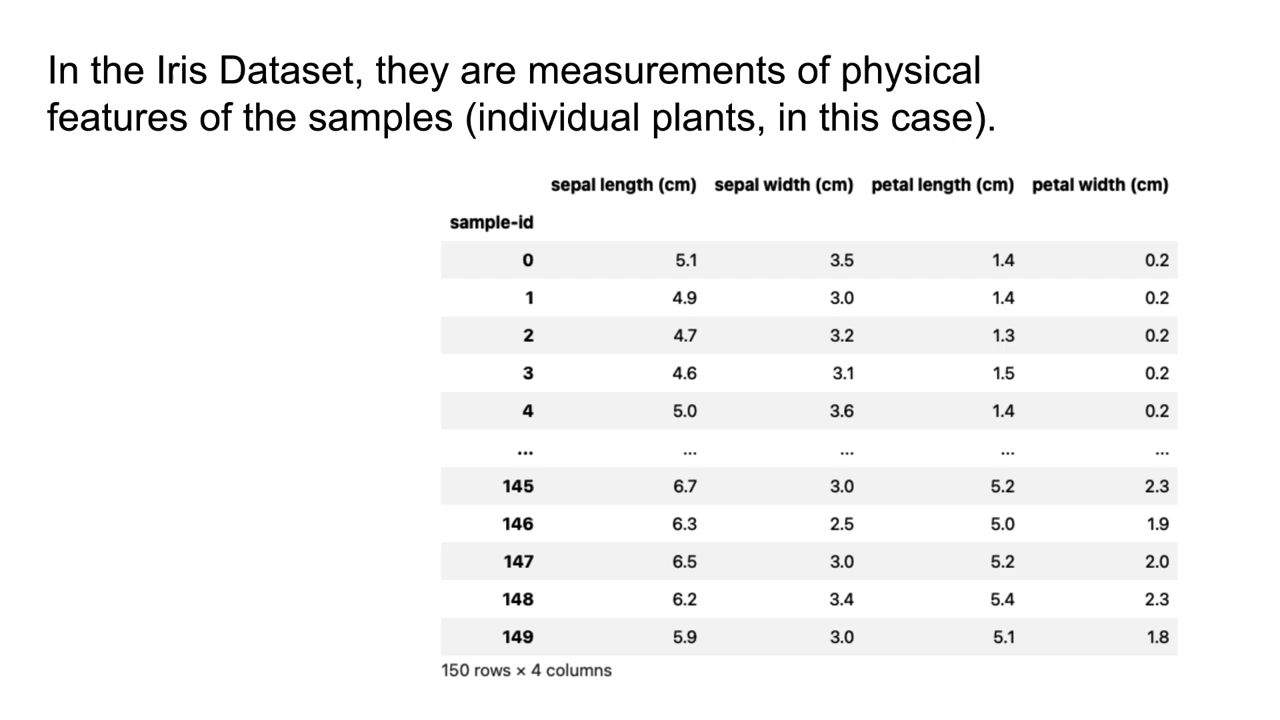 In the Iris Dataset, they are measurements of physical
features of the samples (individual plants, in this case).
sepal length (cm) sepal width (cm) petal length (cm) petal width (cm)
sample-id
0 5.1 3.5 1.4 0.2
1 4.9 3.0 1.4 0.2
2 4.7 3.2 1.3 0.2
3 4.6 3.1 1.5 0.2
4 5.0 3.6 1.4 0.2
... ... ... ... ...
145 6.7 3.0 5.2 2.3
146 6.3 2.5 5.0 1.9
147 6.5 3.0 5.2 2.0
148 6.2 3.4 5.4 2.3
149 5.9 3.0 5.1 1.8
150 rows × 4 columns